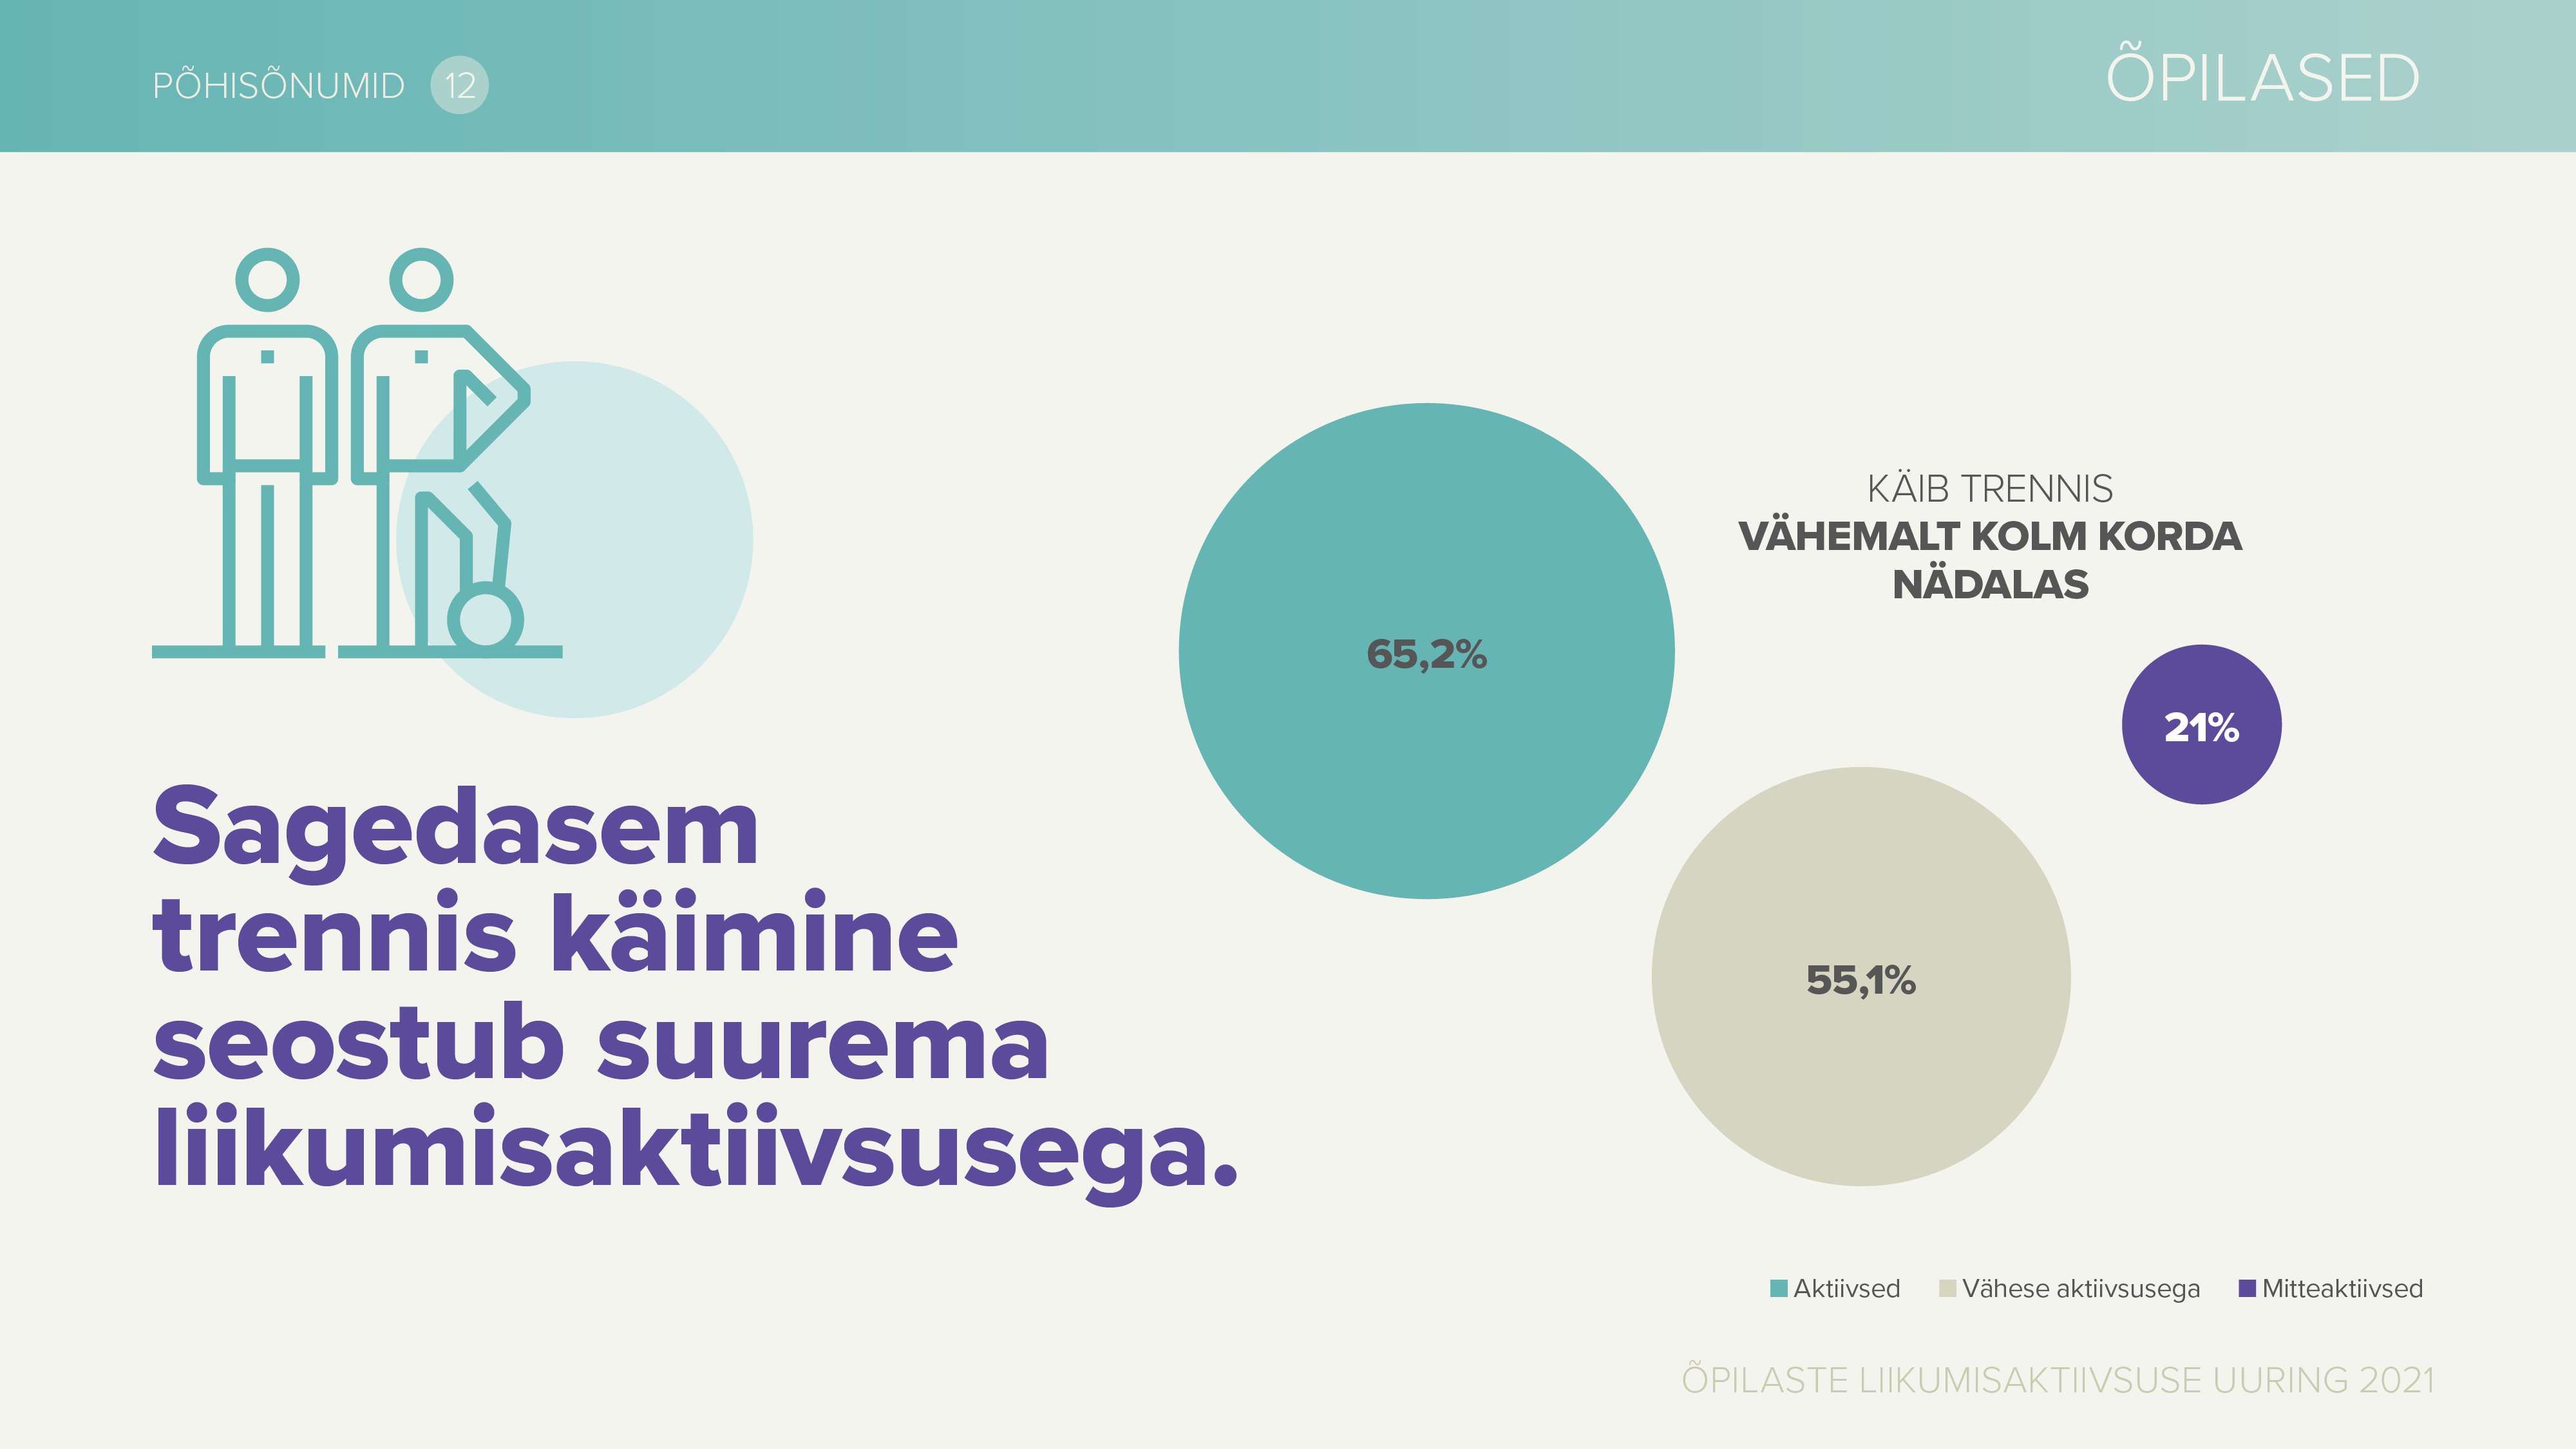 PÕHISÕNUMID 12
ÕPILASED
Sagedasem
trennis käimine
seostub suurema
liikumisaktiivsusega.
KÄIB TRENNIS
VÄHEMALT KOLM KORDA
NÄDALAS
65,2%
21%
55,1%
Aktiivsed Vähese aktiivsusega Mitteaktiivsed
ÕPILASTE LIIKUMISAKTIIVSUSE UURING 2021